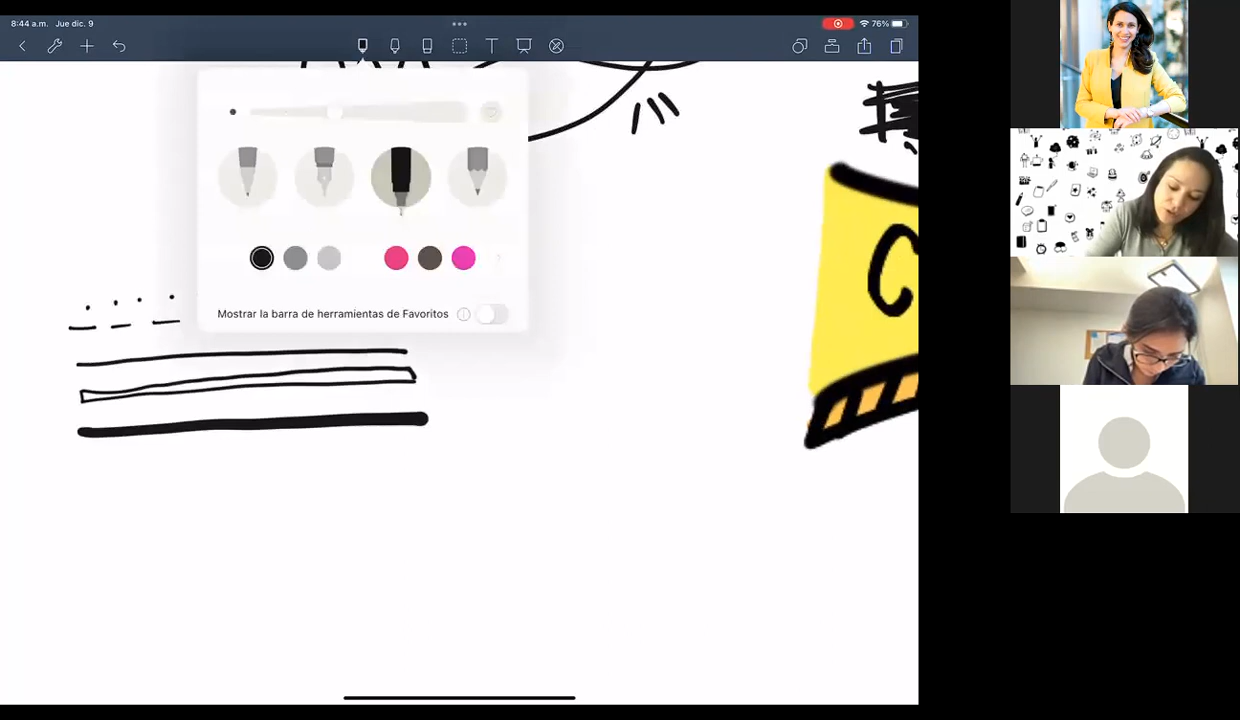 8:44 a.m. Jue dic. 9
76%
T
C
Mostrar la barra de herramientas de Favoritos